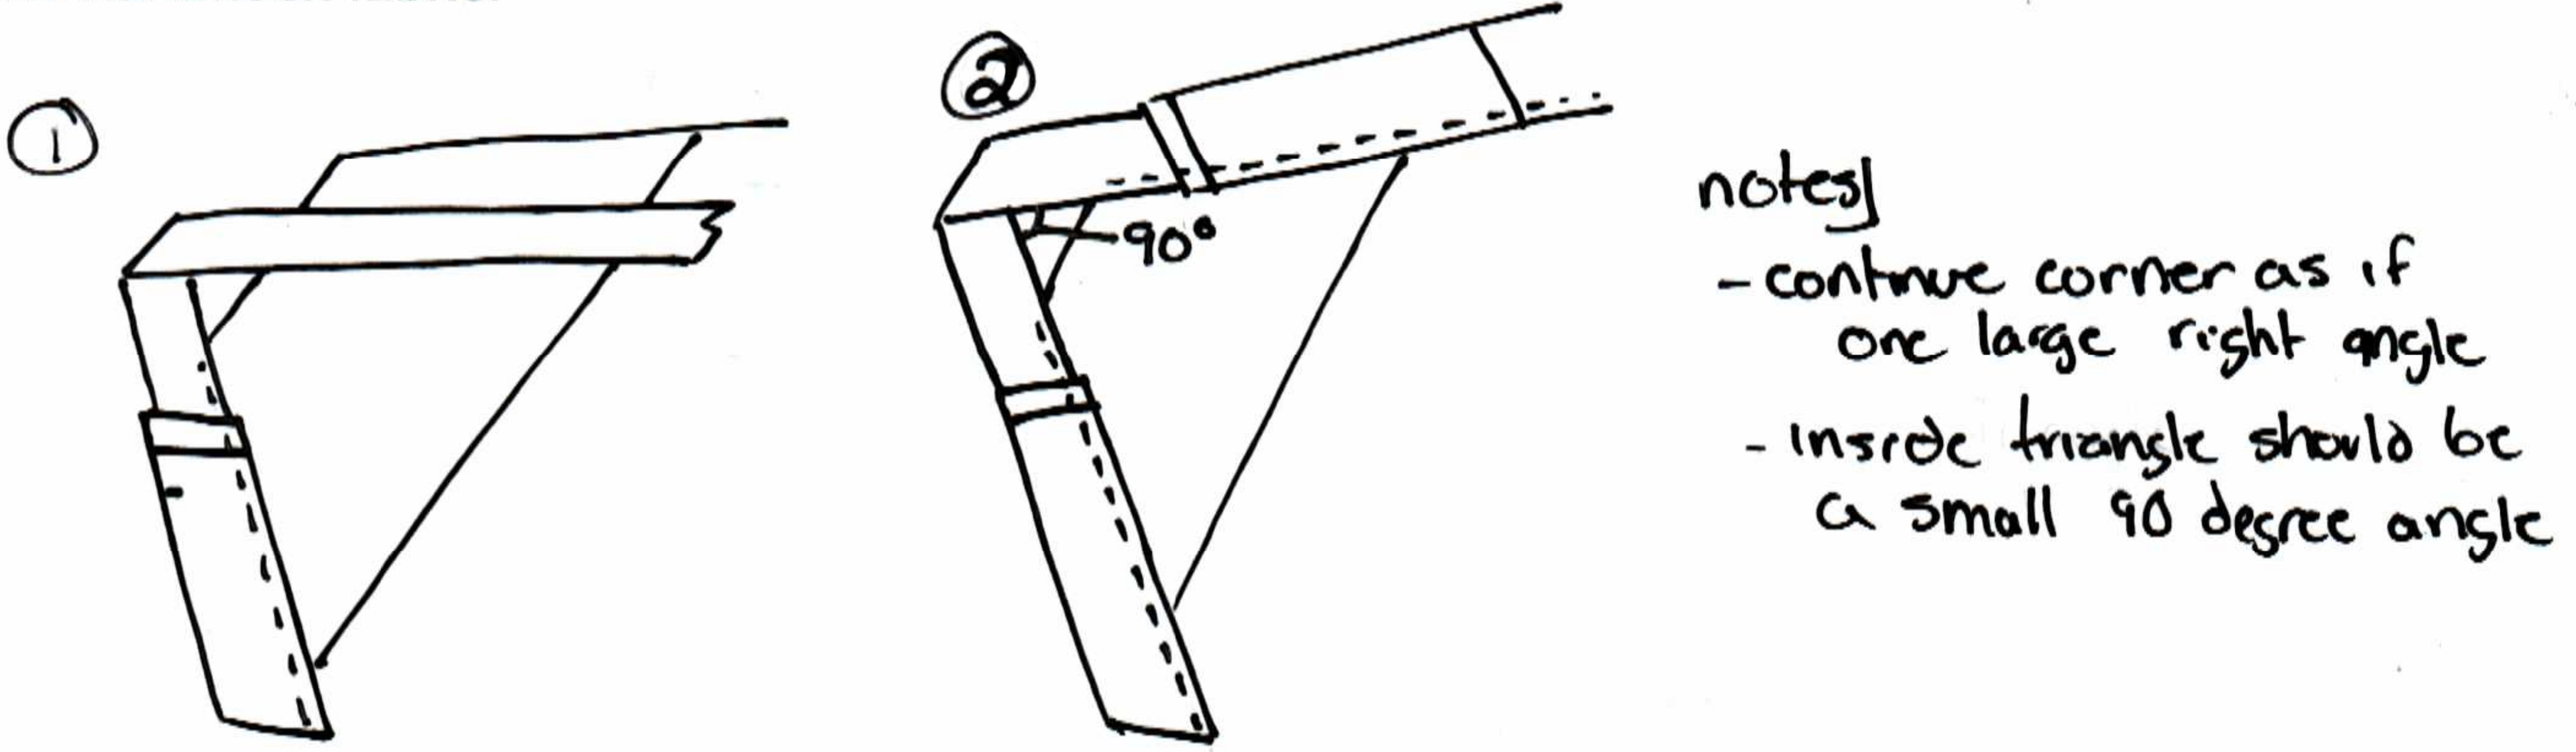 1
2
90°
notes]
- continue corner as if
one large right angle
- Inside triangle should be
a small 90 degree angle